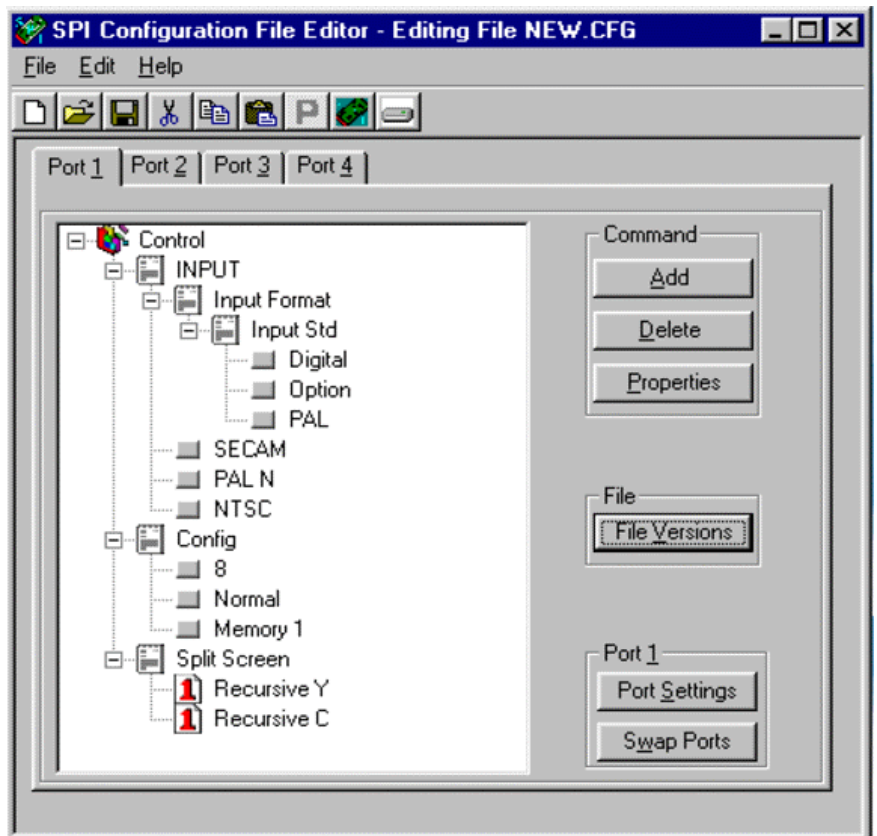 SPI Configuration File Editor - Editing File NEW.CFG
File Edit Help
P
Port 1 Port 2 Port 3 Port 4
Control
INPUT
Input Format
Input Std
Digital
Option
PAL
SECAM
PAL N
NTSC
Config
8
Normal
Memory 1
Split Screen
1 Recursive Y
1 Recursive C
Command
Add
Delete
Properties
File
File Versions
Port 1
Port Settings
Swap Ports